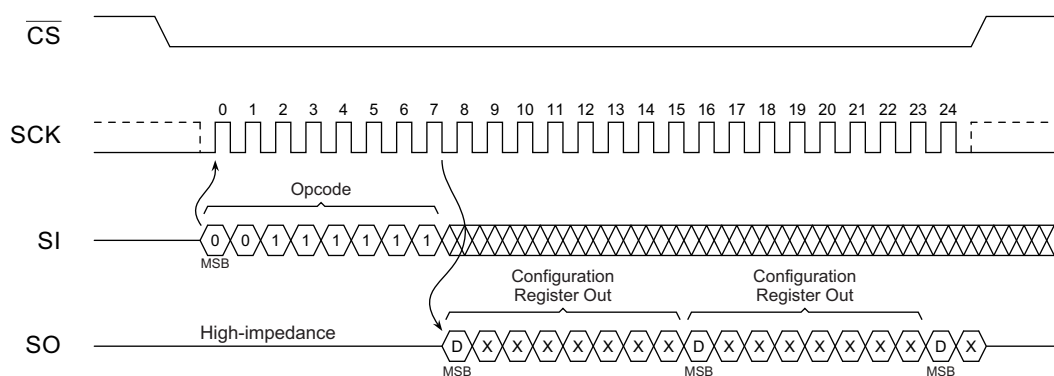 CS
0 1 2 3 4 5 6 7 8 9 10 11 12 13 14 15 16 17 18 19 20 21 22 23 24
SCK
Opcode
SI
0 0 1 1 1 1 1 1
MSB
Configuration
Register Out
Configuration
Register Out
High-impedance
SO
D X X X X X X X D X X X X X X X D X
MSB MSB MSB